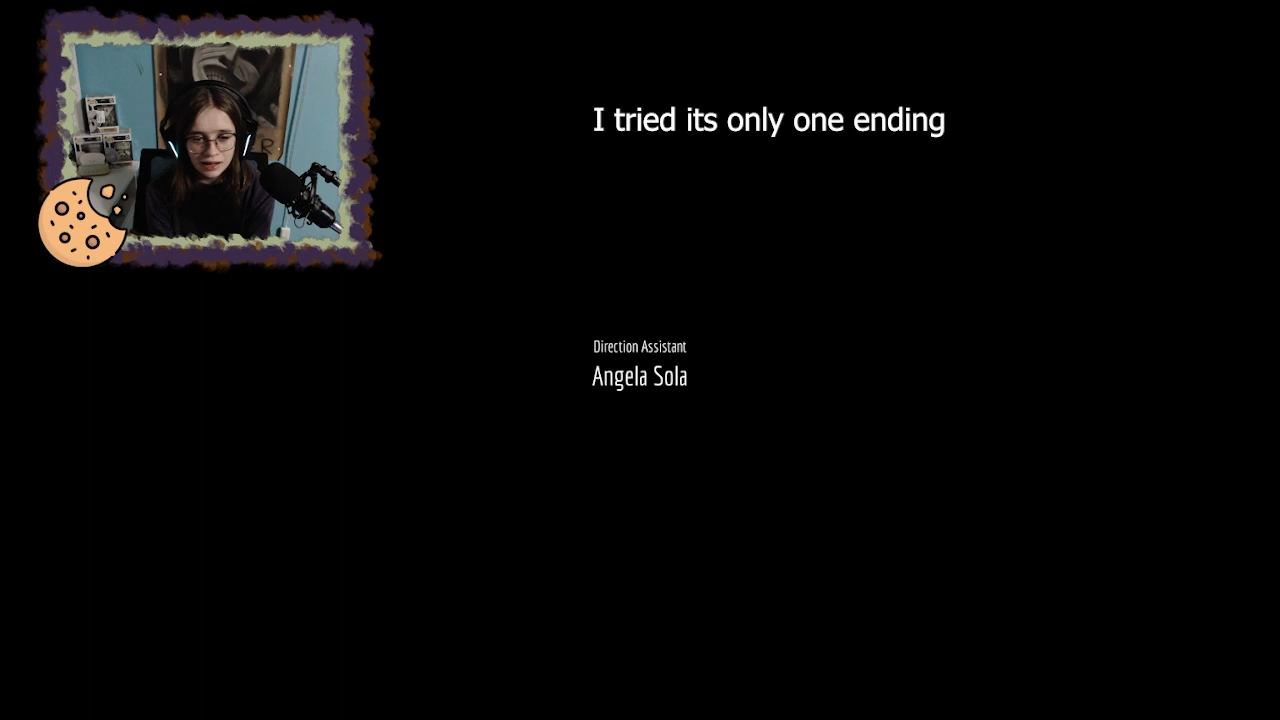 I tried its only one ending
Direction Assistant
Angela Sola